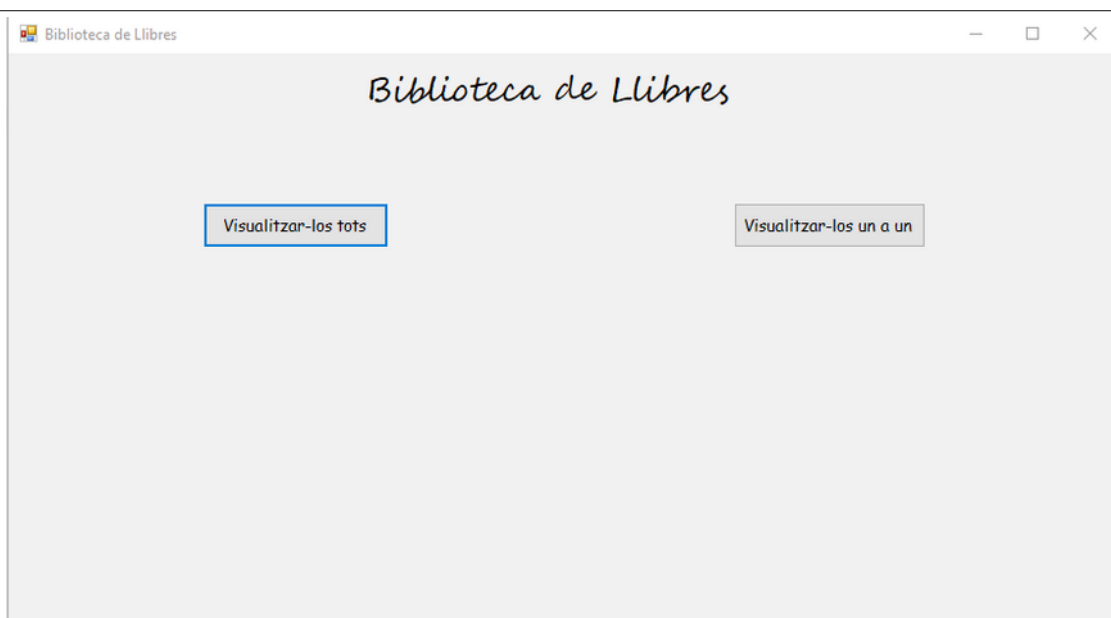 Biblioteca de Llibres
Biblioteca de Llibres
Visualitzar-los tots
Visualitzar-los un a un